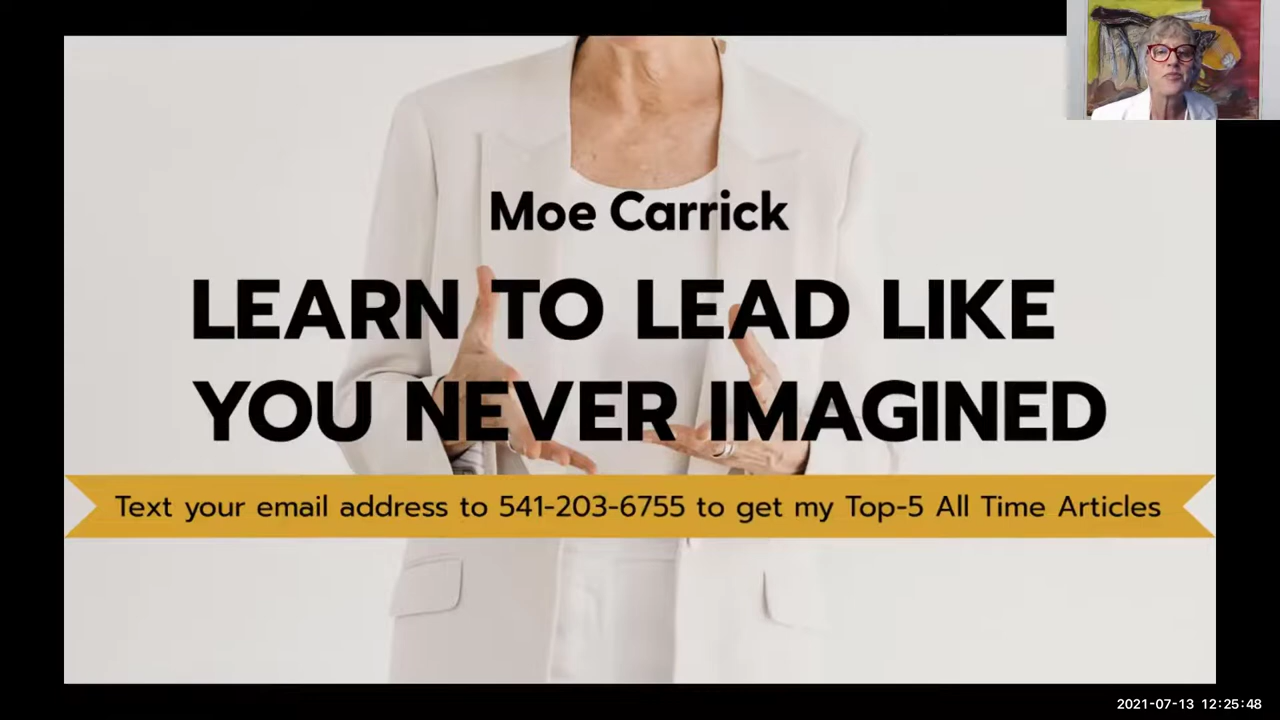 Moe Carrick
LEARN TO LEAD LIKE
YOU NEVER IMAGINED
Text your email address to 541-203-6755 to get my Top-5 All Time Articles
2021-07-13 12:25:48